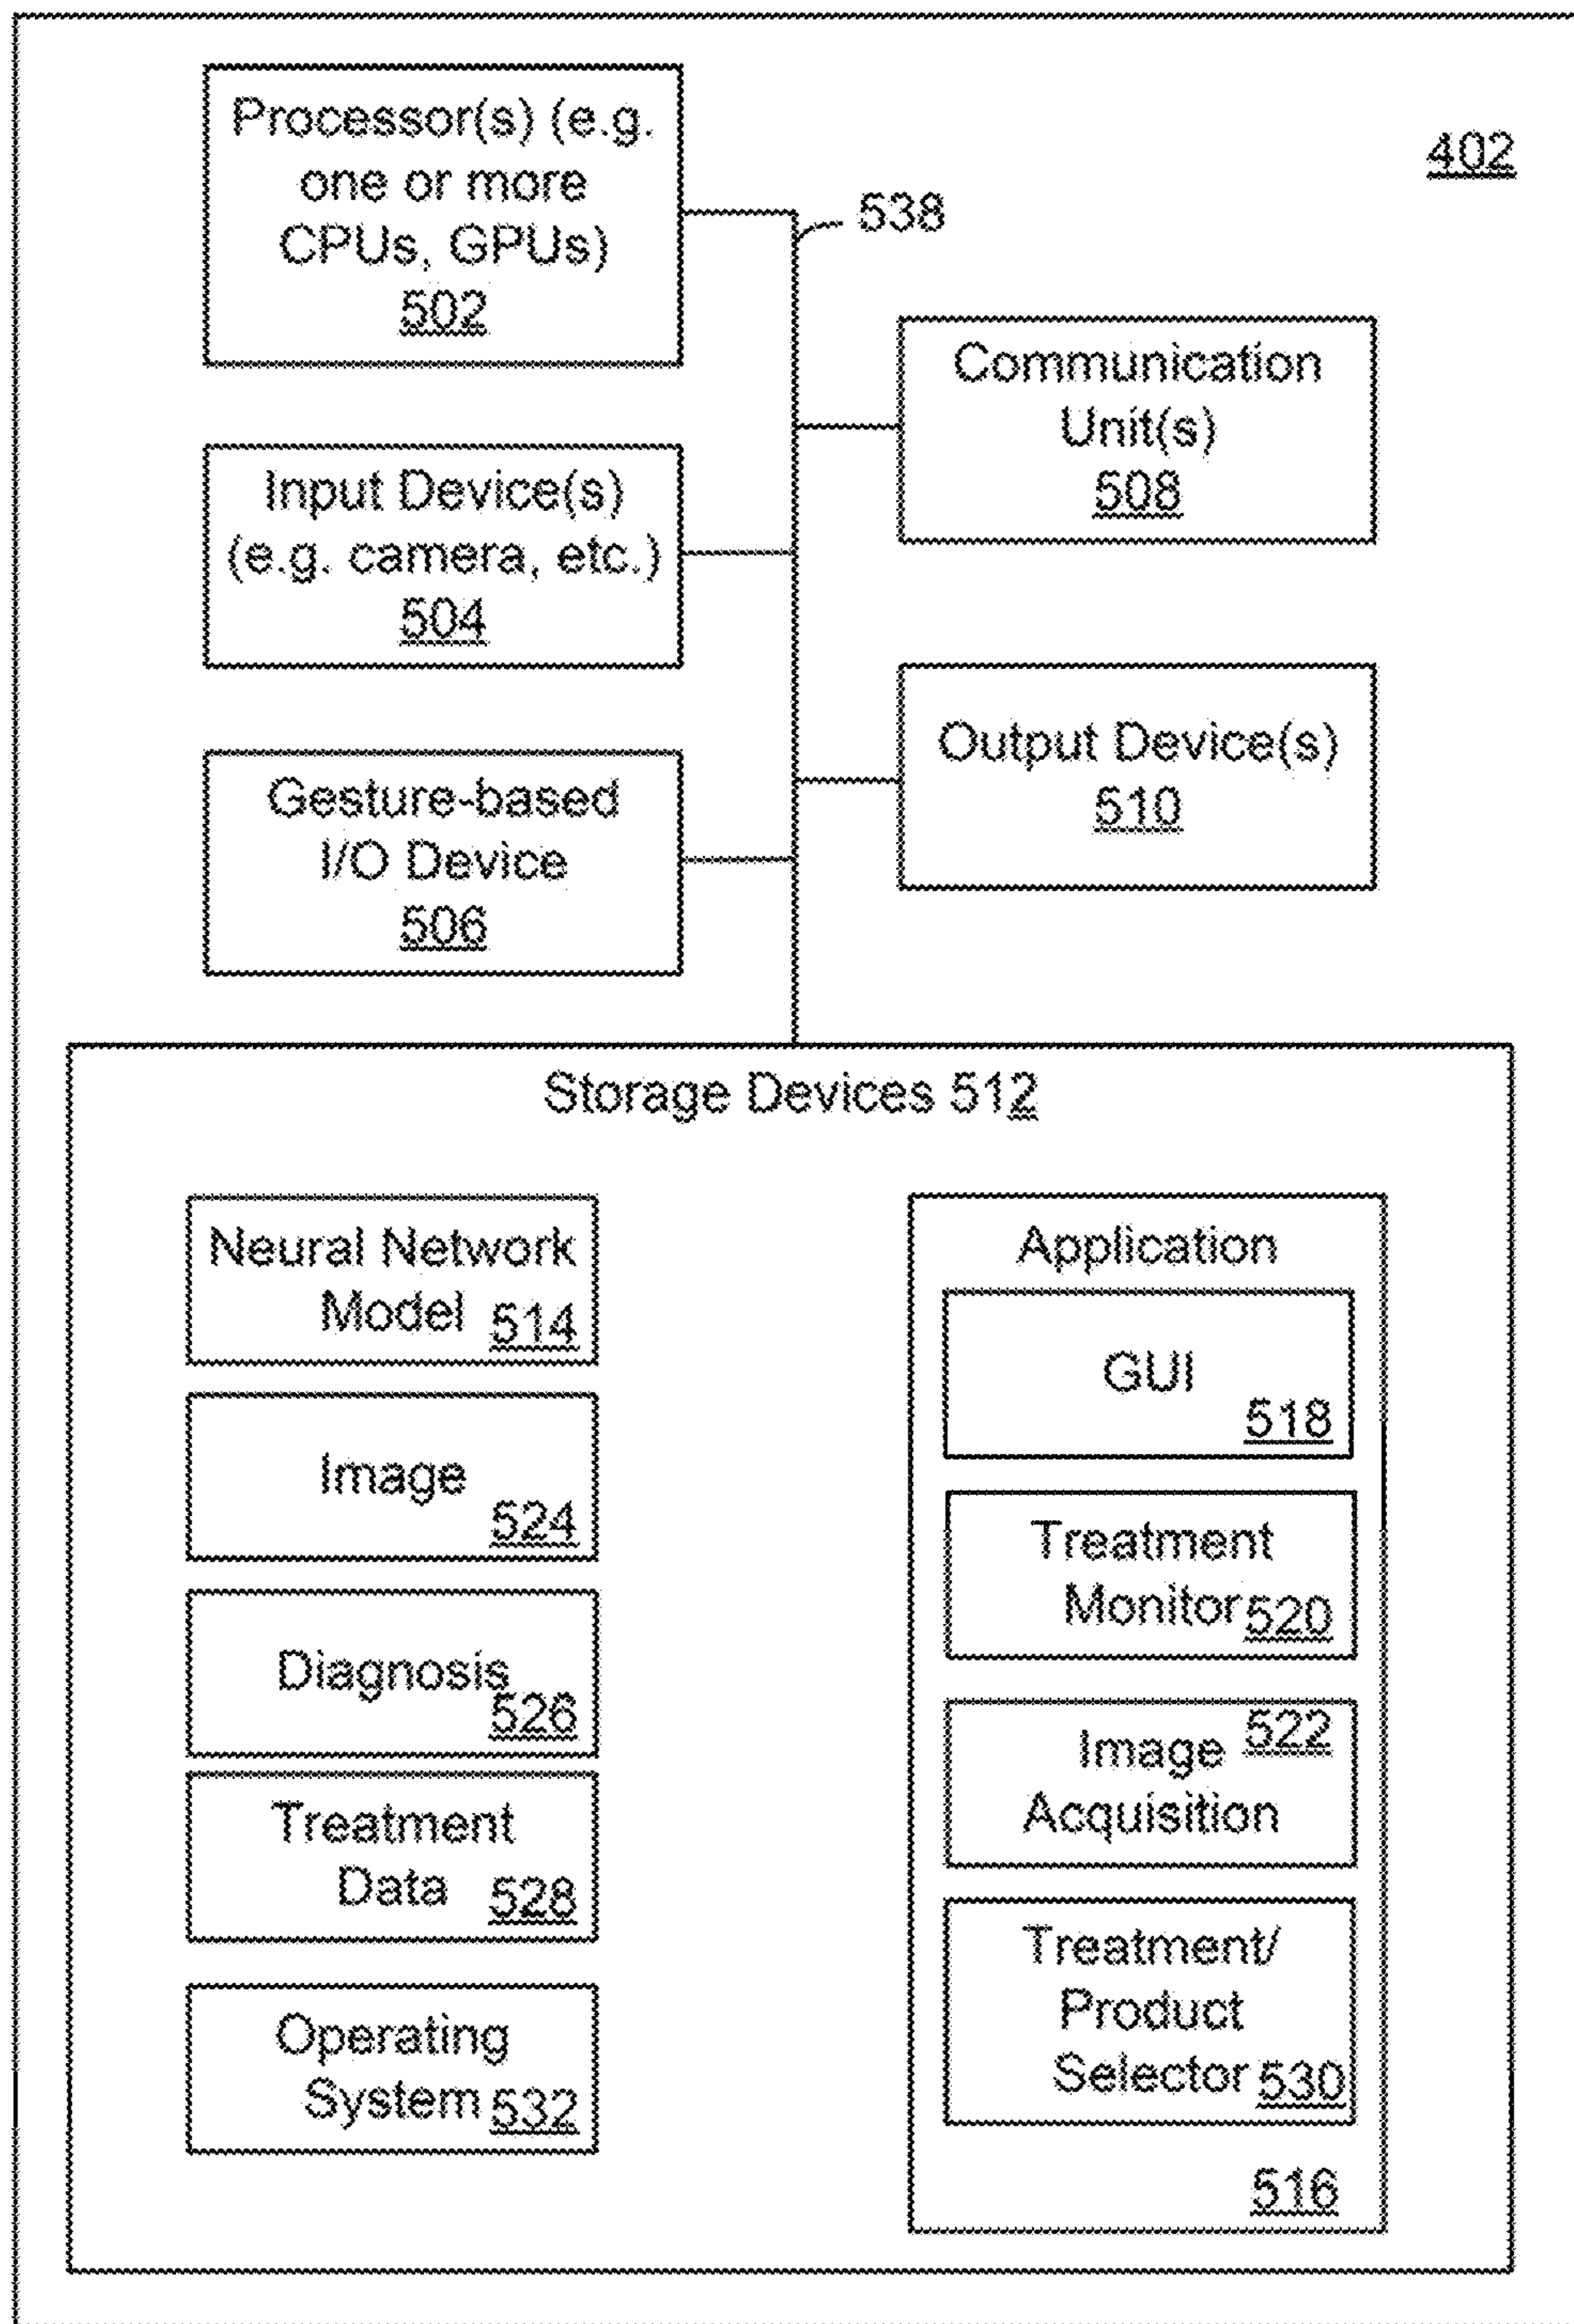 402
Processor(s) (e.g.
one or more
CPUs, GPUs)
502
538
Communication
Unit(s)
508
Input Device(s)
(e.g. camera, etc.)
504
Output Device(s)
510
Gesture-based
I/O Device
506
Storage Devices 512
Neural Network
Model 514
Image
524
Diagnosis
526
Treatment
Data 528
Operating
System 532
Application
GUI
518
Treatment
Monitor 520
522
Image
Acquisition
Treatment/
Product
Selector 530
516